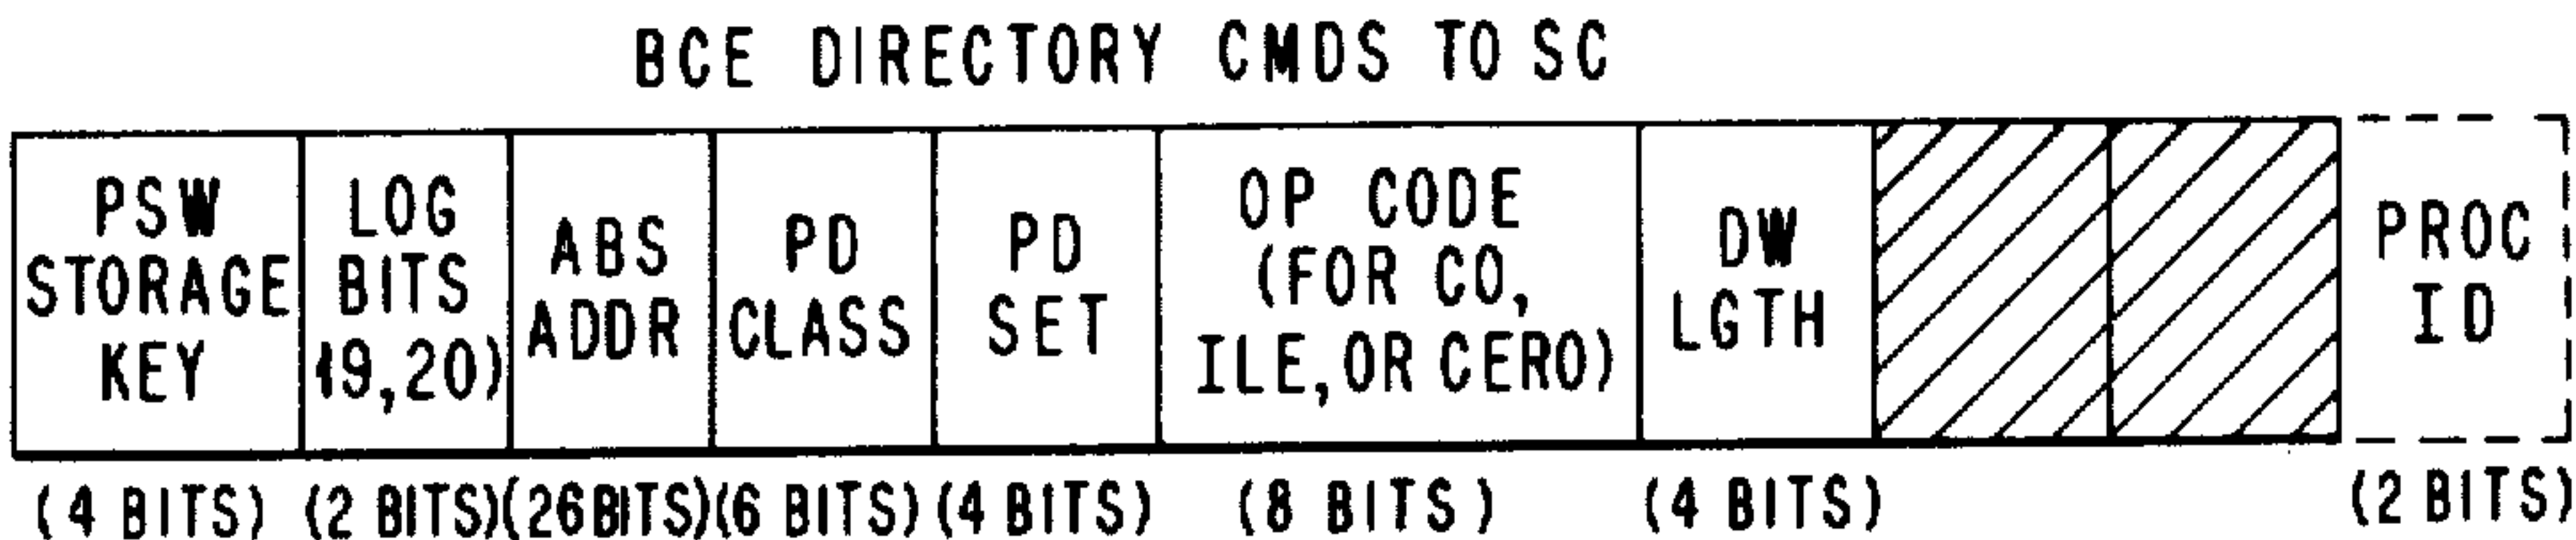 BCE DIRECTORY CMDS TO SC
PSW
STORAGE
KEY
LOG
BITS
19,20)
ABS
ADDR
PD
CLASS
PD
SET
OP CODE
(FOR CO,
ILE, OR CERO)
DW
LGTH
PROC
ID
(4 BITS) (2 BITS) (26 BITS) (6 BITS) (4 BITS) (8 BITS) (4 BITS) (2 BITS)